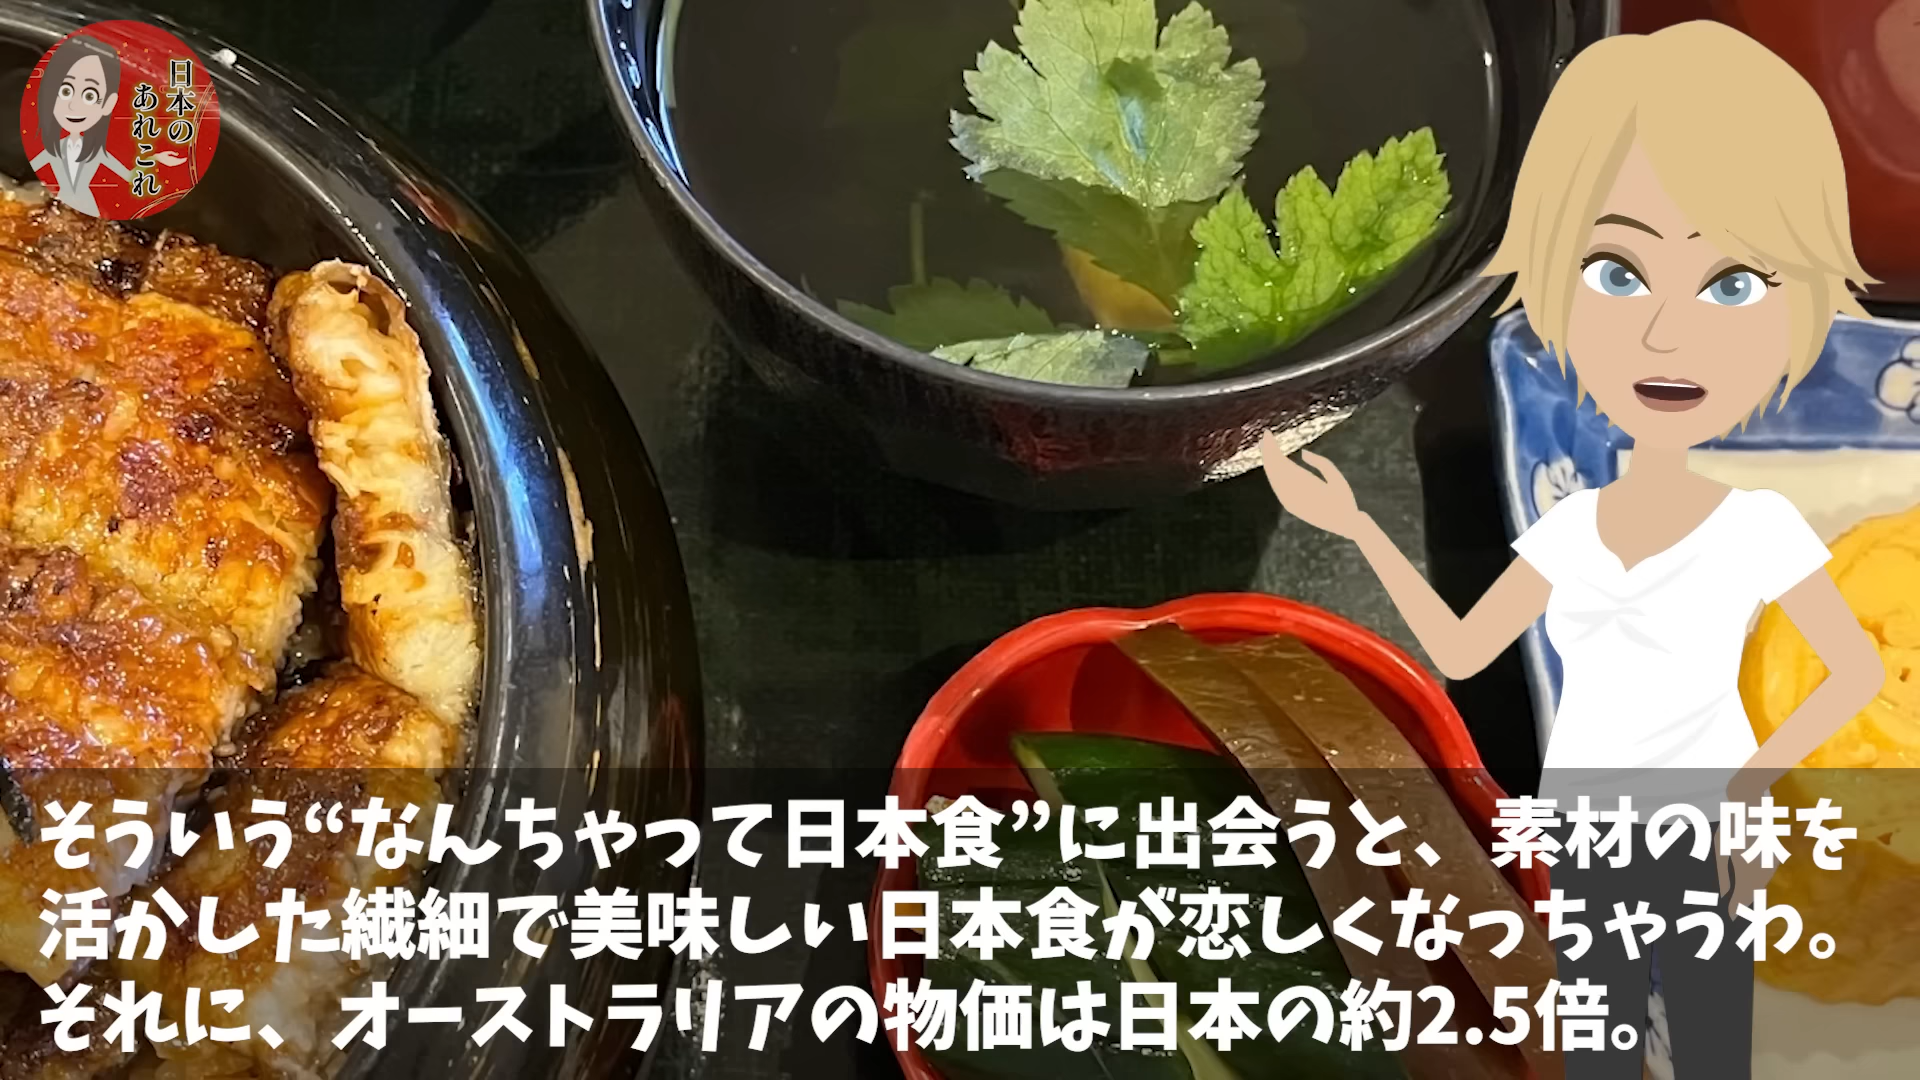 日本の
あれこれ
そういう“なんちゃって日本食”に出会うと、素材の味を
活かした繊細で美味しい日本食が恋しくなっちゃうわ。
それに、オーストラリアの物価は日本の約2.5倍。